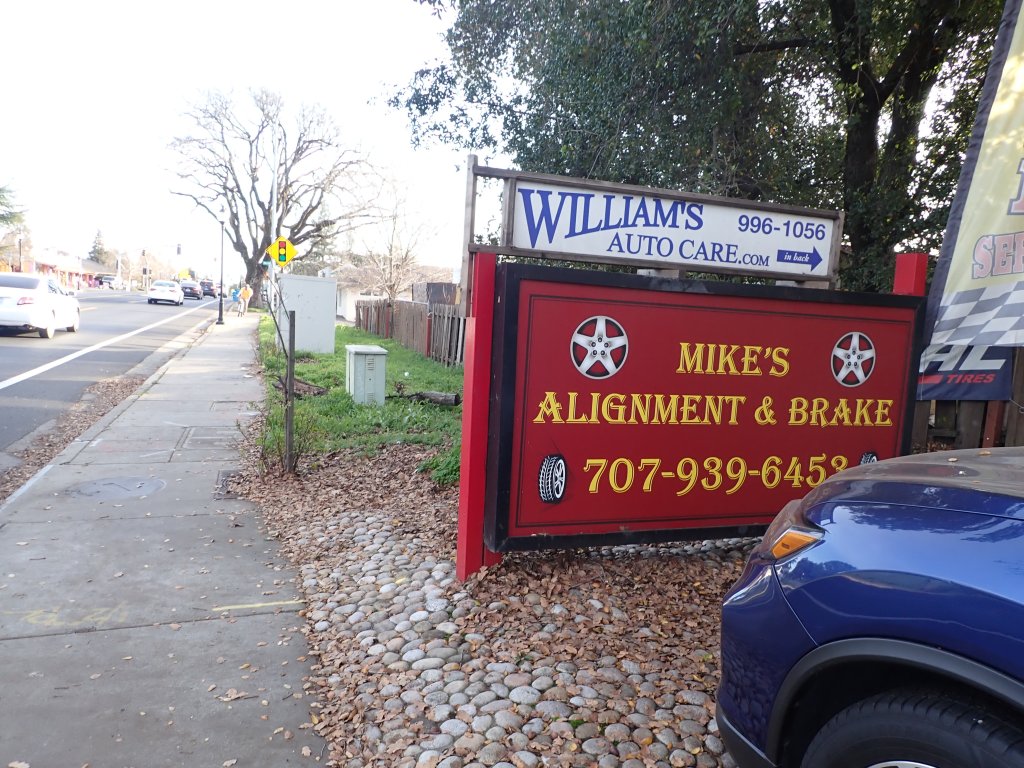 WILLIAM'S 996-1056
AUTO CARE.COM in back
MIKE'S
ALIGNMENT & BRAKE
707-939-6453
TIRES